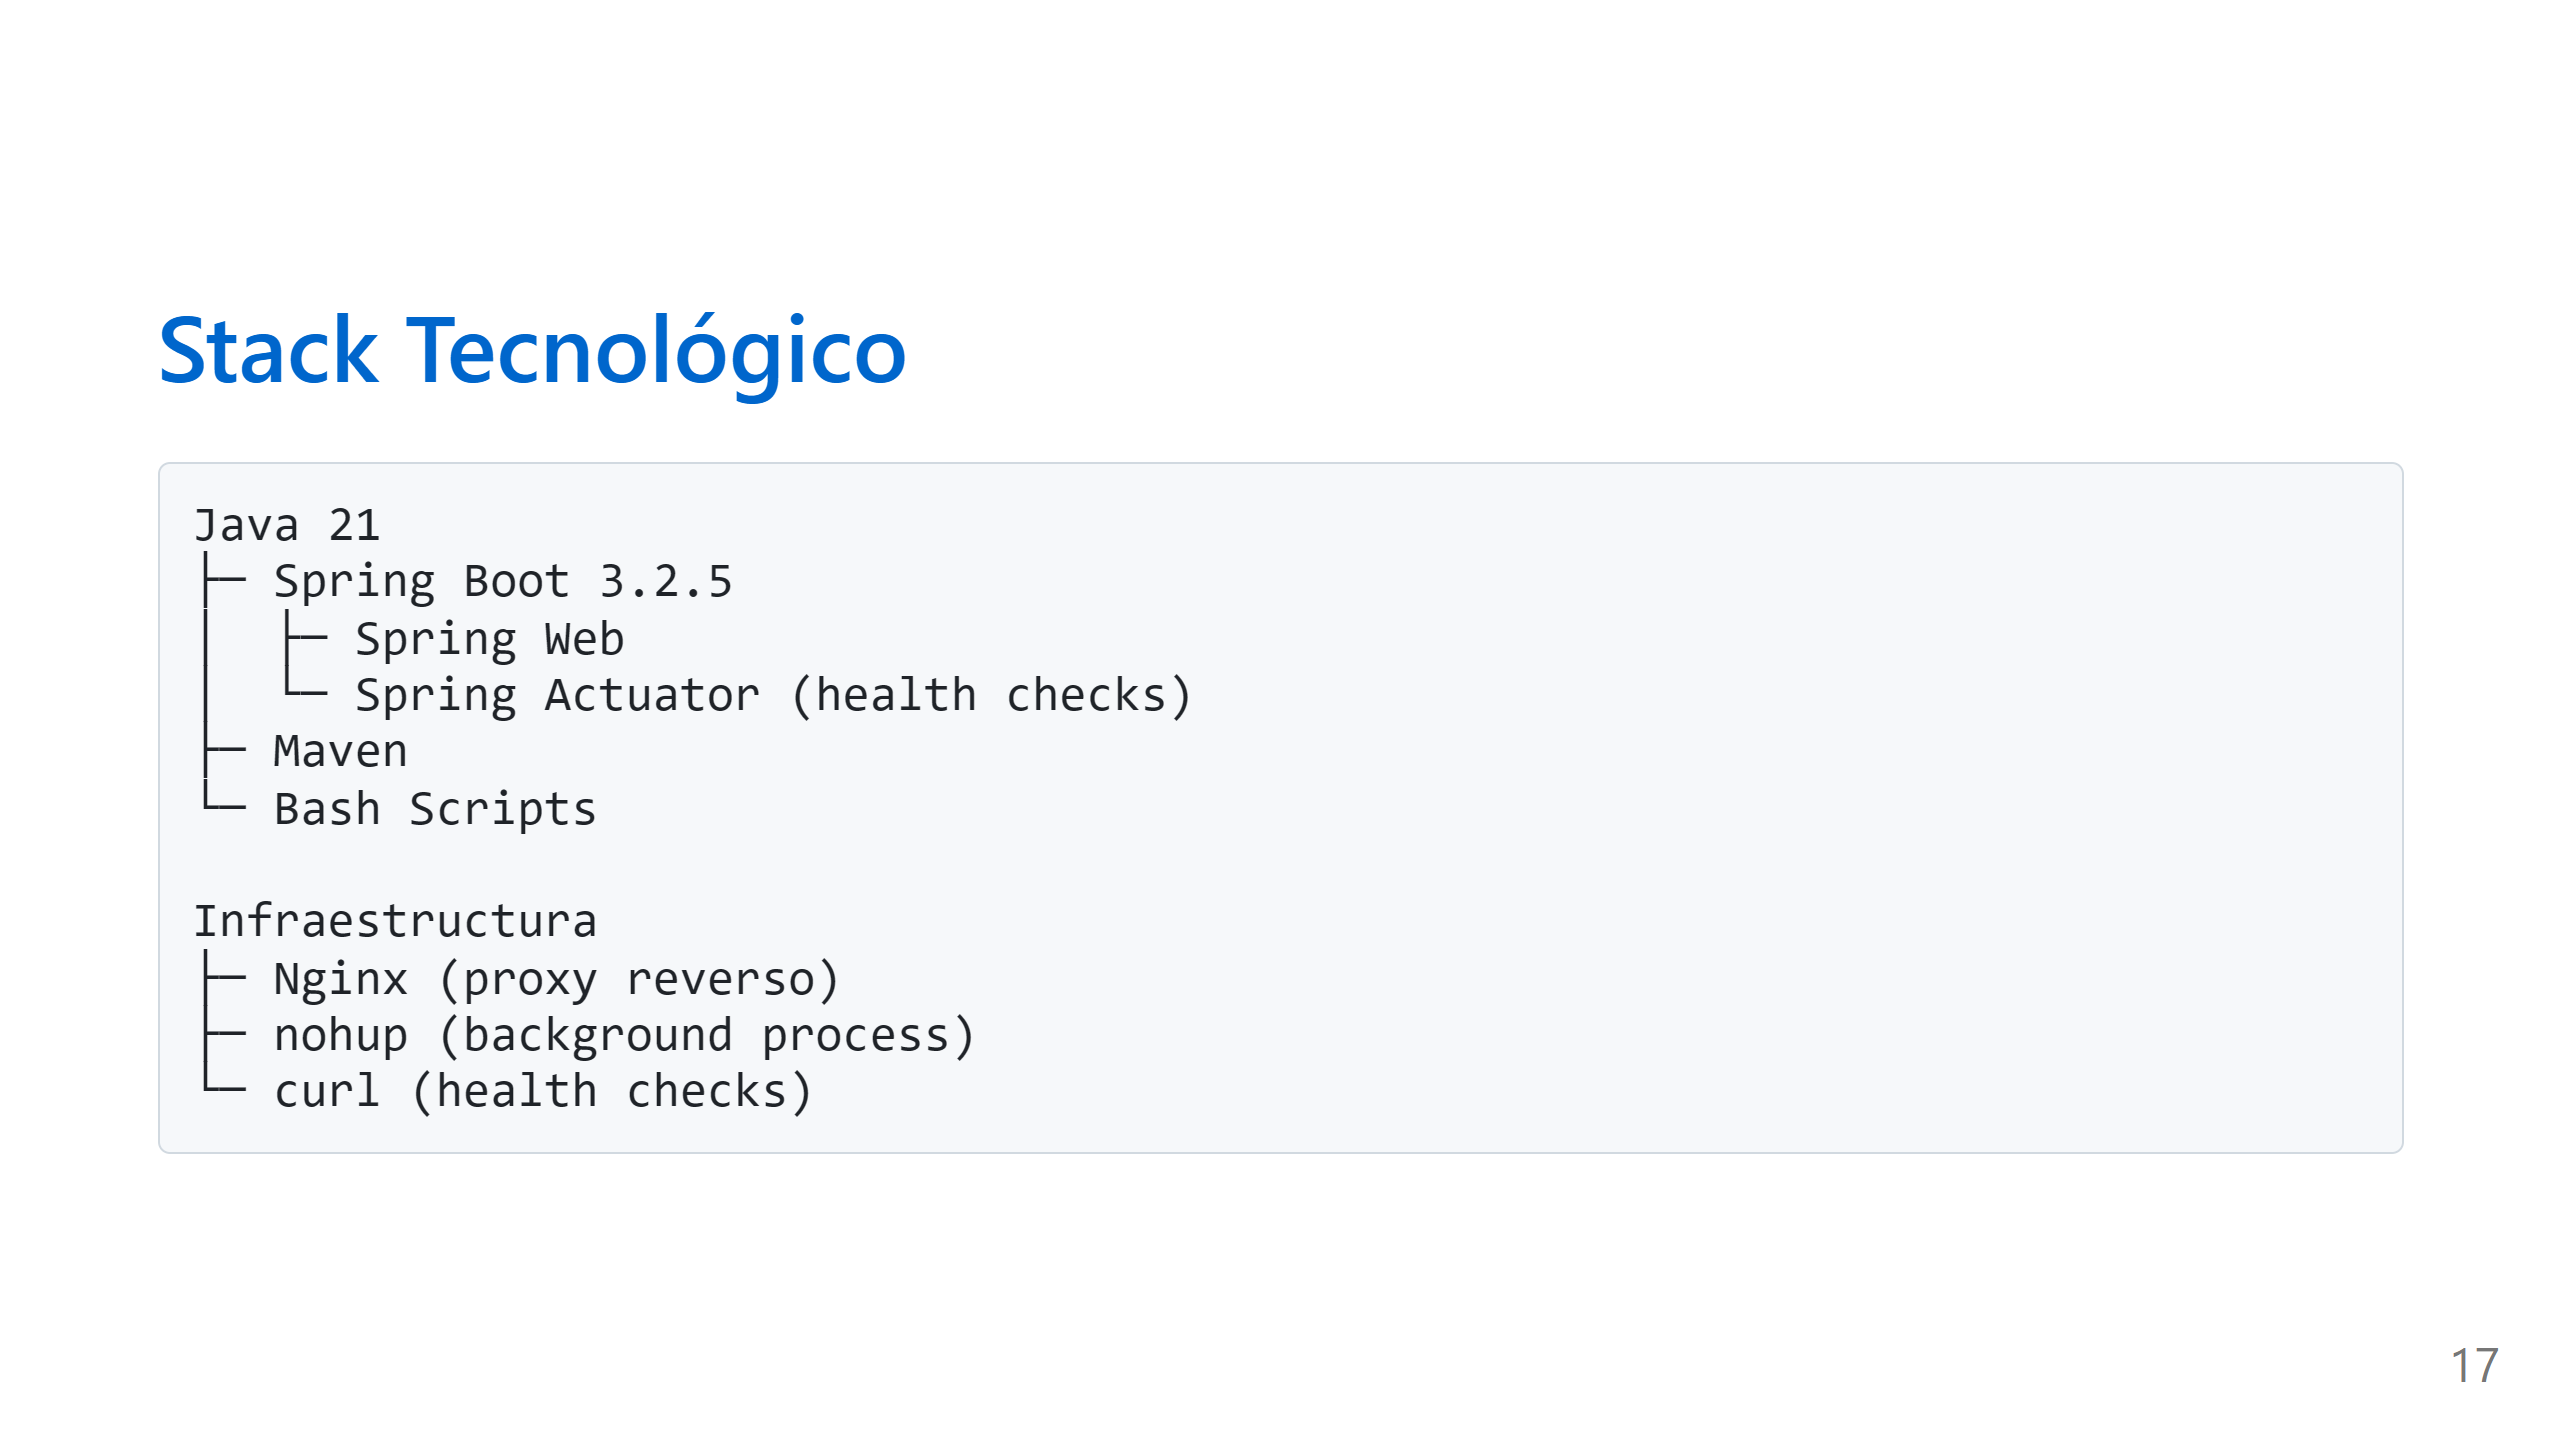 Stack Tecnológico
Java 21
├─ Spring Boot 3.2.5
│  ├─ Spring Web
│  └─ Spring Actuator (health checks)
├─ Maven
└─ Bash Scripts
Infraestructura
├─ Nginx (proxy reverso)
├─ nohup (background process)
└─ curl (health checks)
17